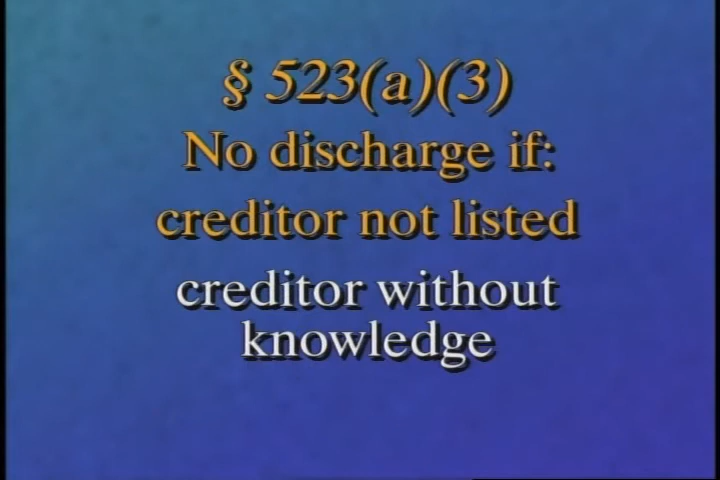 § 523(a)(3)
No discharge if:
creditor not listed
creditor without
knowledge